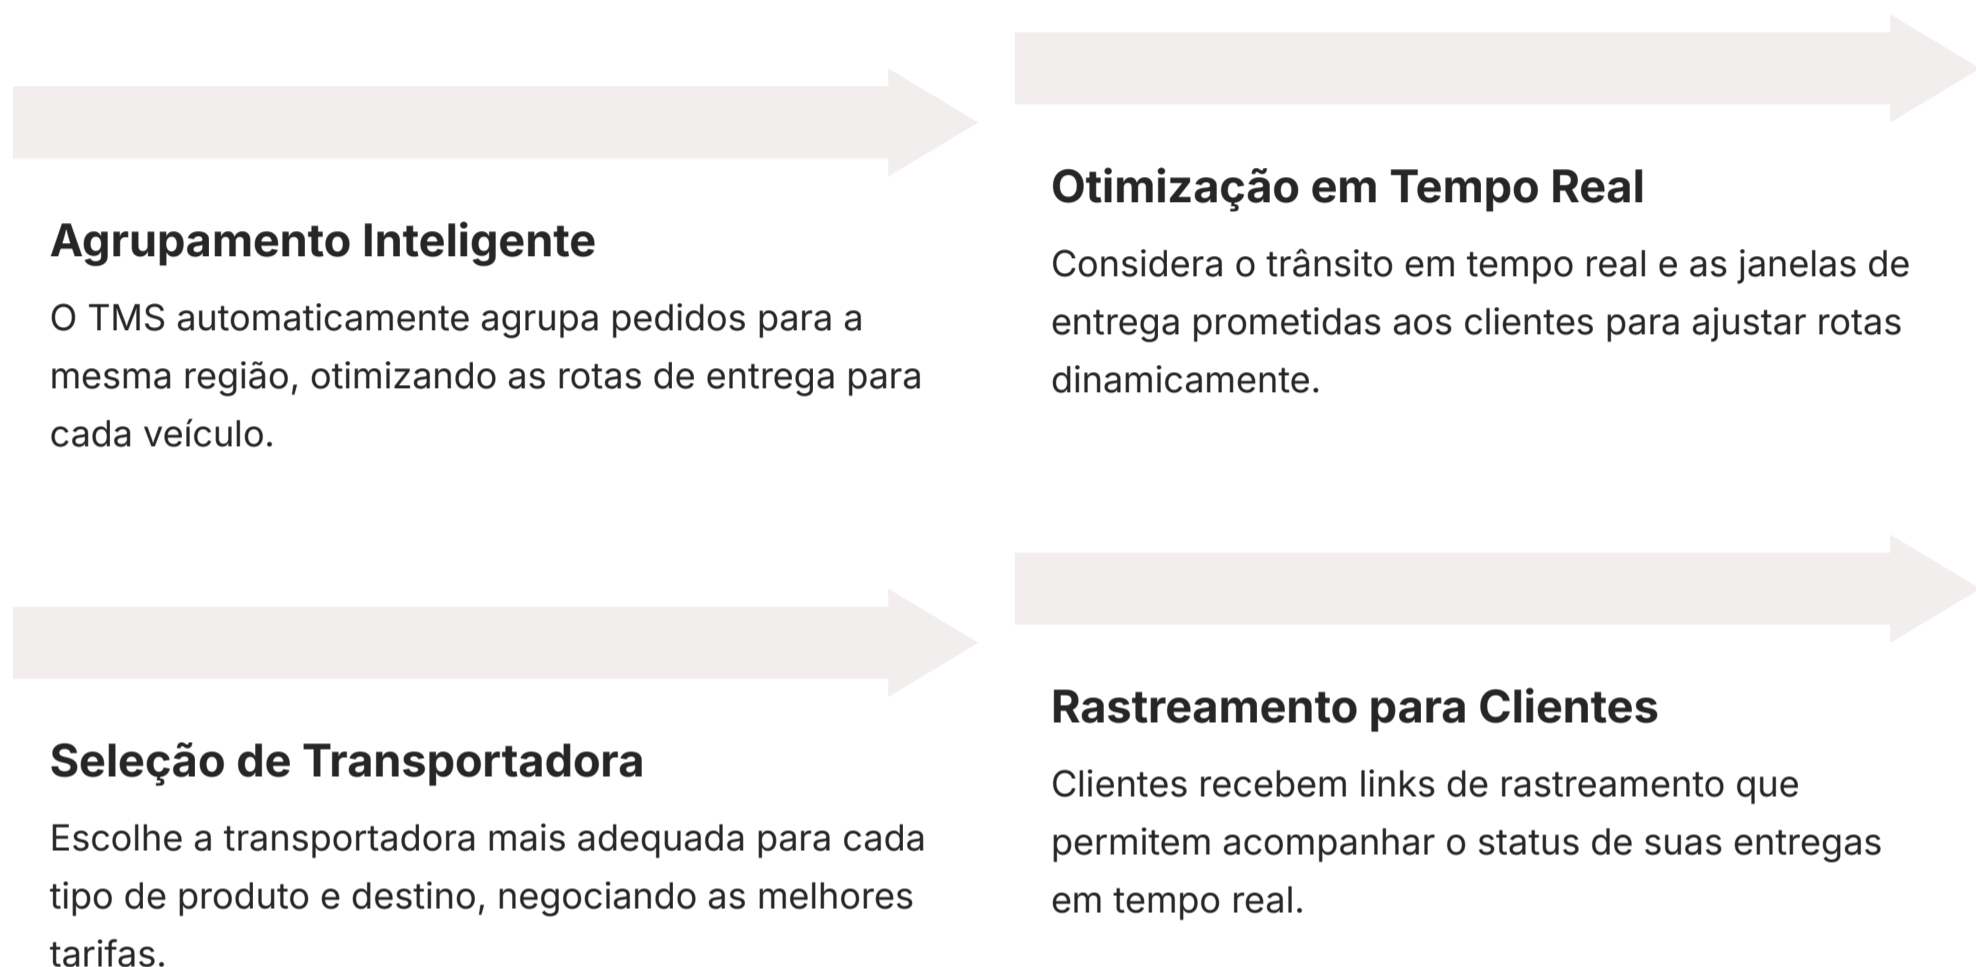 Agrupamento Inteligente
O TMS automaticamente agrupa pedidos para a
mesma região, otimizando as rotas de entrega para
cada veículo.
Otimização em Tempo Real
Considera o trânsito em tempo real e as janelas de
entrega prometidas aos clientes para ajustar rotas
dinamicamente.
Seleção de Transportadora
Escolhe a transportadora mais adequada para cada
tipo de produto e destino, negociando as melhores
tarifas.
Rastreamento para Clientes
Clientes recebem links de rastreamento que
permitem acompanhar o status de suas entregas
em tempo real.